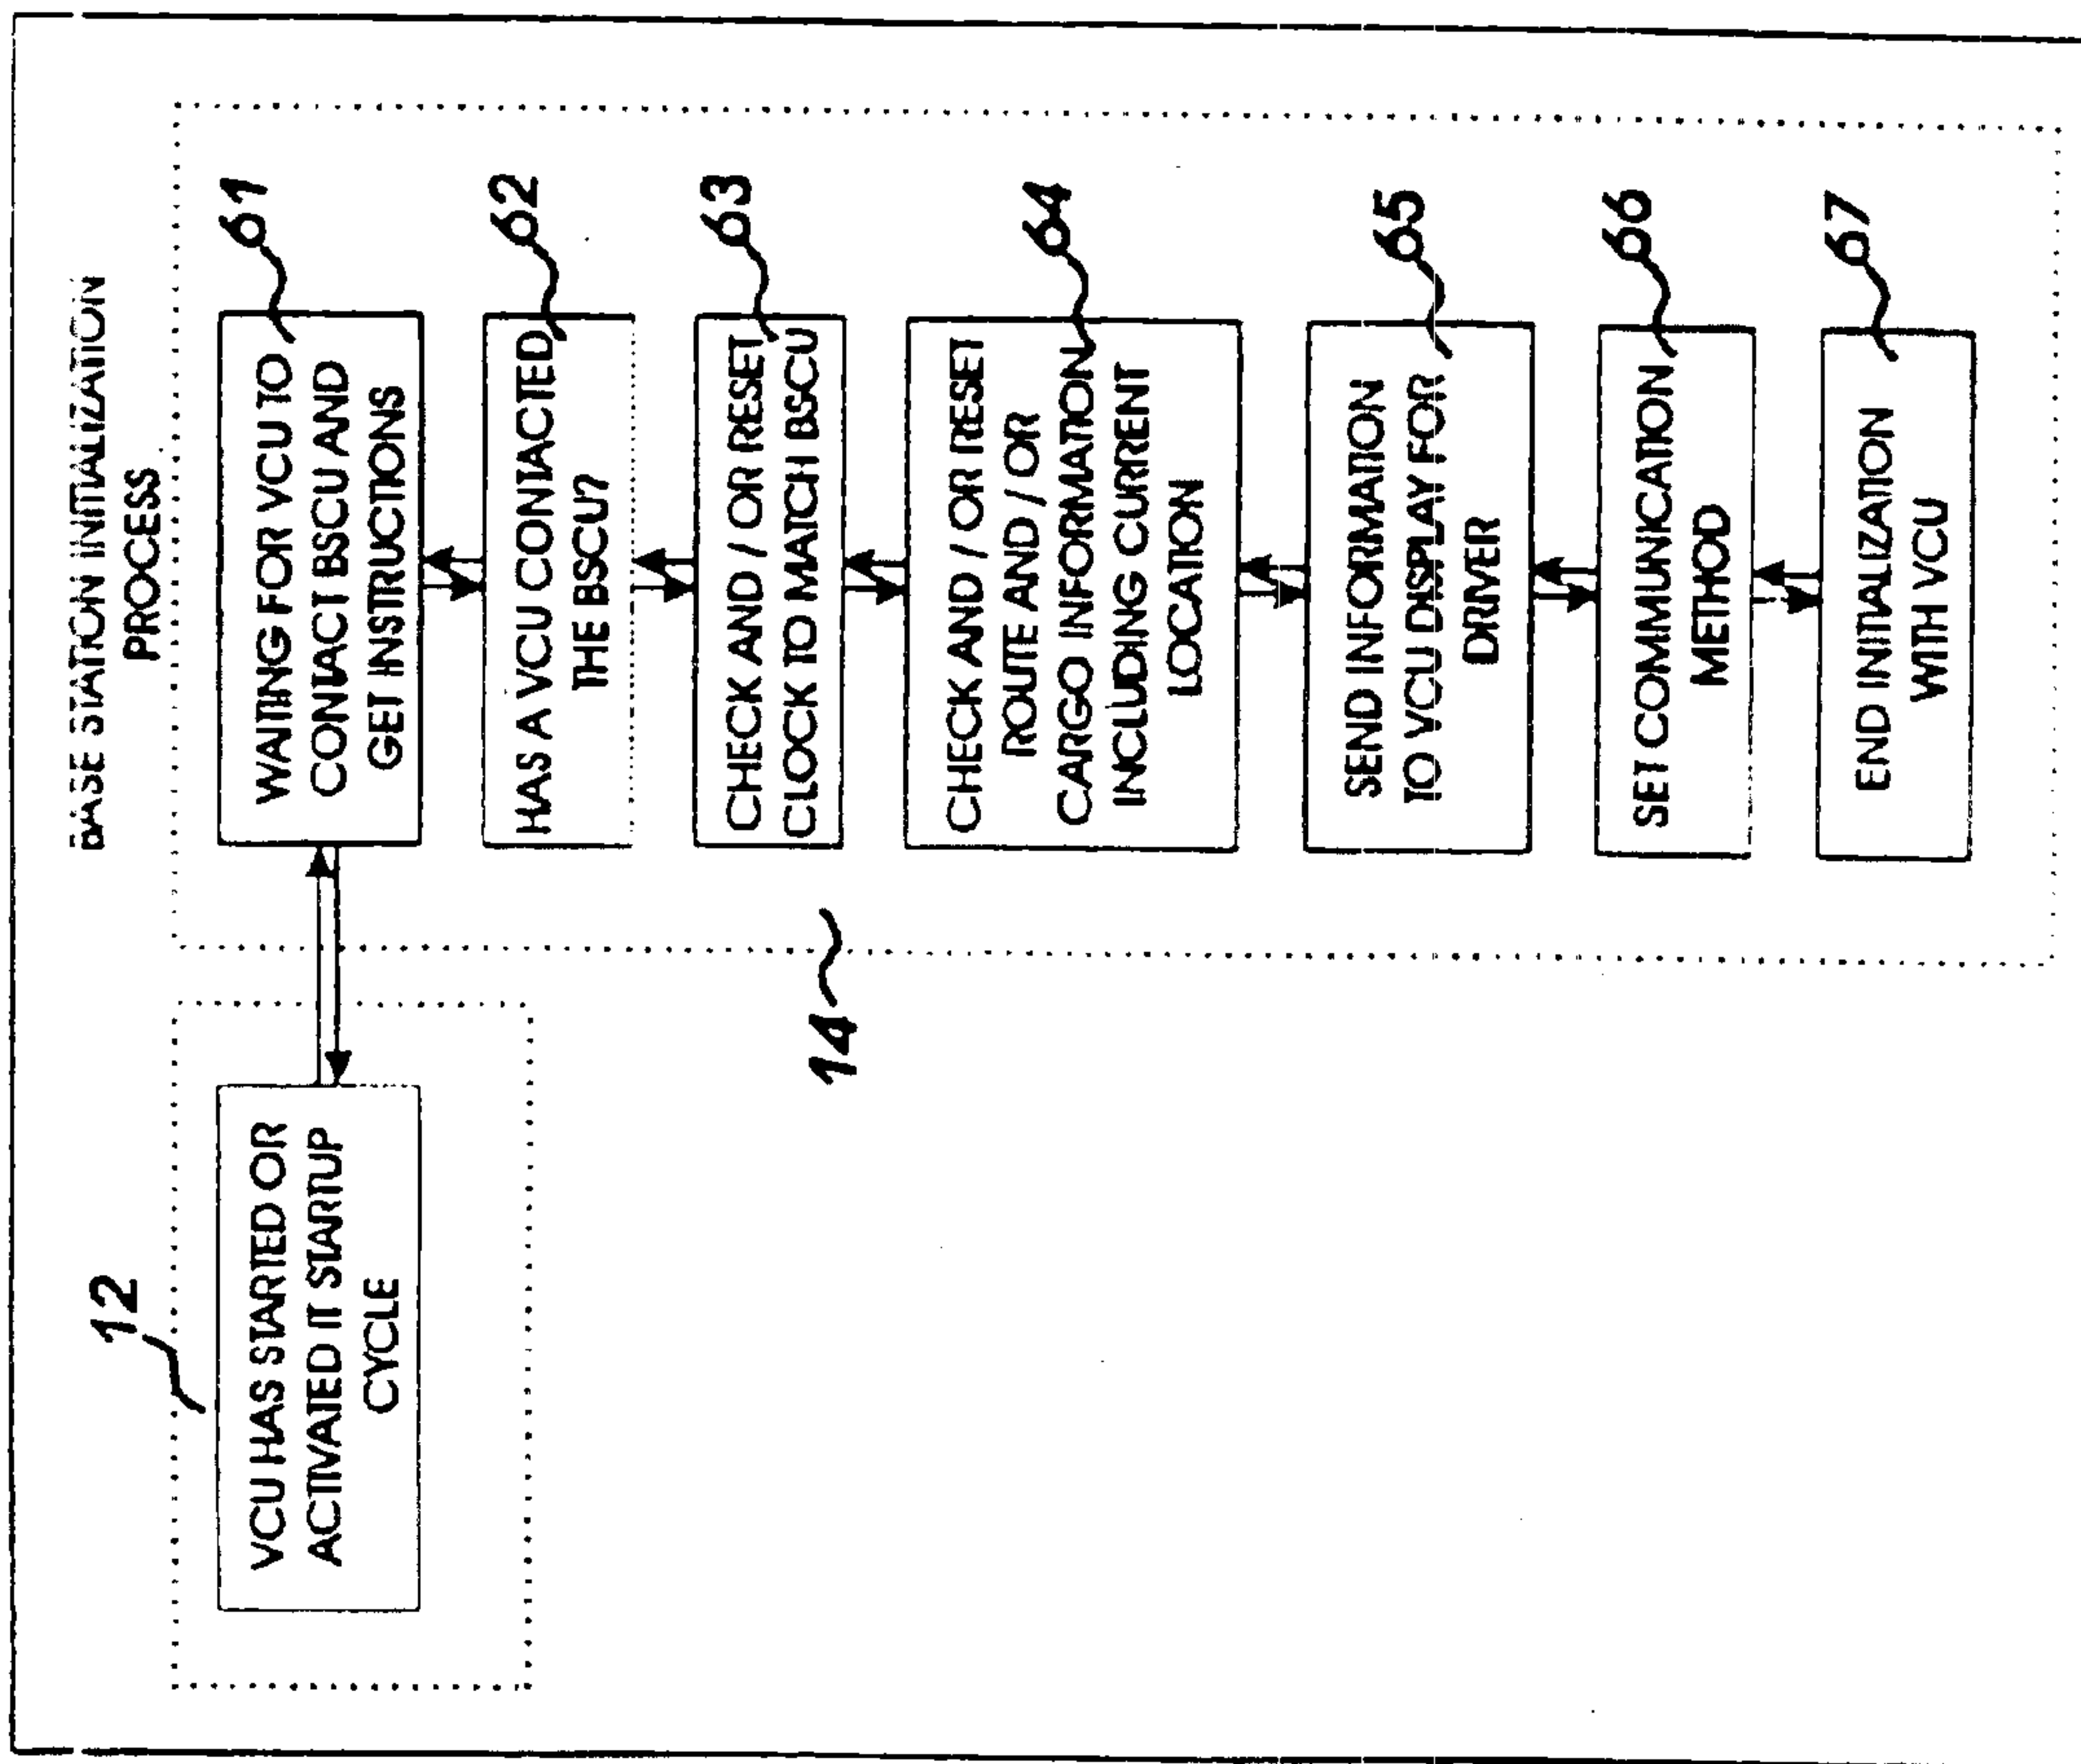 BASE STATION INITIALIZATION
PROCESS
12
VCU HAS STARTED OR
ACTIVATED IT STARTUP
CYCLE
61
WAITING FOR VCU TO
CONTACT BSCU AND
GET INSTRUCTIONS
62
HAS A VCU CONTACTED
THE BSCU?
63
CHECK AND / OR RESET
CLOCK TO MATCH BSCU
14
64
CHECK AND / OR RESET
ROUTE AND / OR
CARGO INFORMATION
INCLUDING CURRENT
LOCATION
65
SEND INFORMATION
TO VCU DISPLAY FOR
DRIVER
66
SET COMMUNICATION
METHOD
67
END INITIALIZATION
WITH VCU